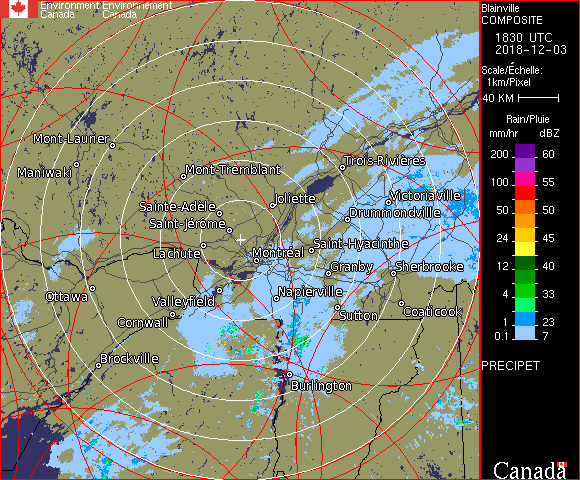 Environment Environnement
Canada Canada
Blainville
COMPOSITE
1830 UTC
2018-12-03
Scale/Échelle:
1km/Pixel
40 KM
Rain/Pluie
mm/hr dBZ
200 60
100 55
50 50
24 45
12 40
4 33
1 23
0.1 7
PRECIPET
Canada
Mont-Laurier
Maniwaki
Mont-Tremblant
Trois-Rivières
Joliette
Victoriaville
Sainte-Adele
Drummondville
Saint-Jérôme
Lachute
Montréal
Saint-Hyacinthe
Granby
Sherbrooke
Ottawa
Valleyfield
Napierville
Cornwall
Sutton
Coaticook
Brockville
Burlington